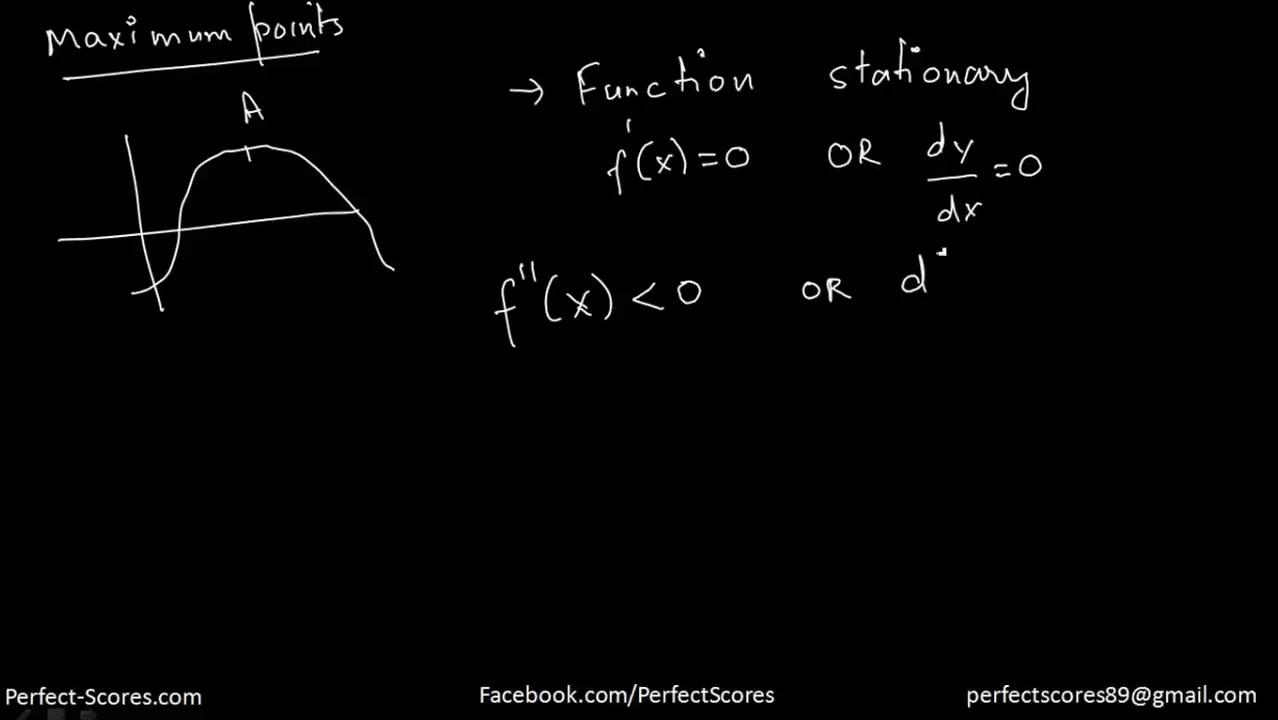 Maximum points
A
→ Function stationary
f'(x) = 0 OR dy/dx = 0
f''(x) < 0 OR d
Perfect-Scores.com Facebook.com/PerfectScores perfectscores89@gmail.com